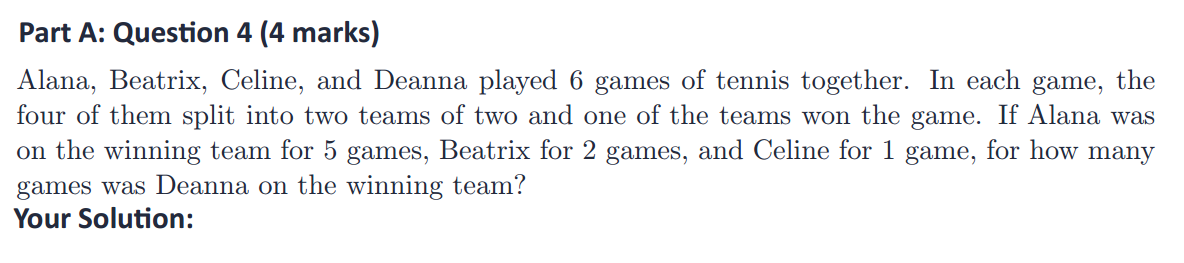 Part A: Question 4 (4 marks)
Alana, Beatrix, Celine, and Deanna played 6 games of tennis together. In each game, the
four of them split into two teams of two and one of the teams won the game. If Alana was
on the winning team for 5 games, Beatrix for 2 games, and Celine for 1 game, for how many
games was Deanna on the winning team?
Your Solution: